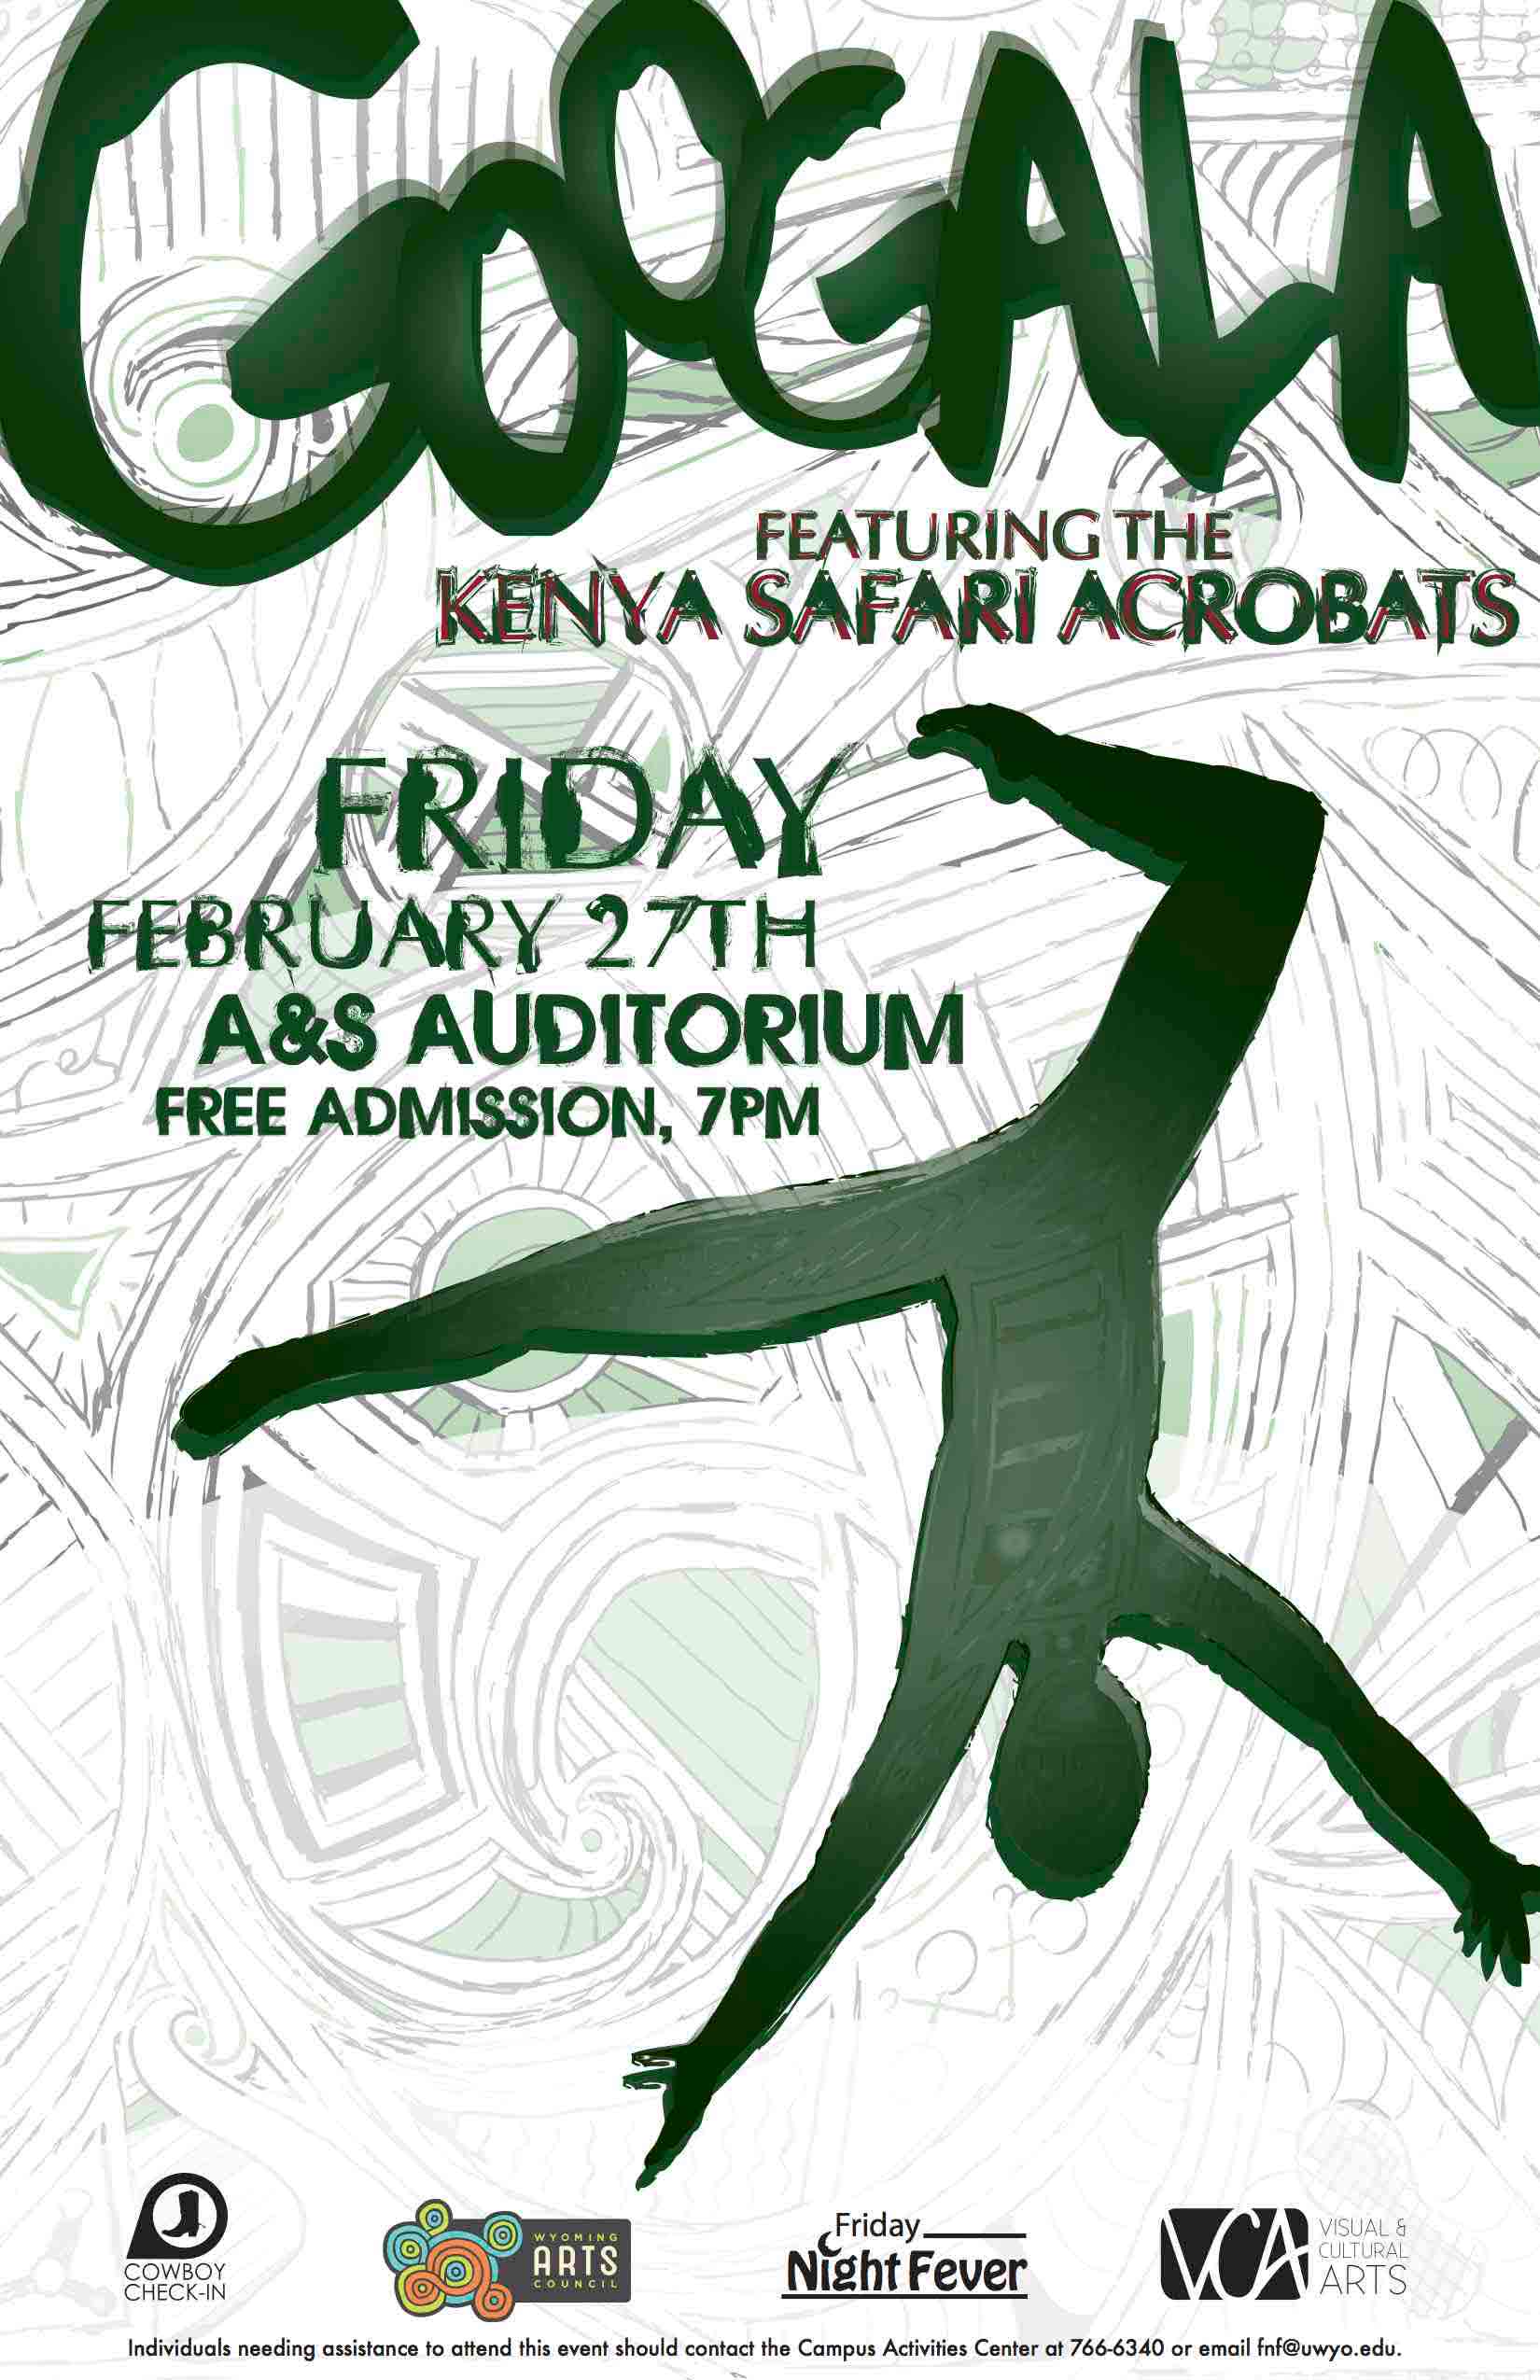 GOOGALA
FEATURING THE
KENYA SAFARI ACROBATS
FRIDAY
FEBRUARY 27TH
A&S AUDITORIUM
FREE ADMISSION, 7PM
COWBOY
CHECK-IN
WYOMING
ARTS
COUNCIL
Friday
Night Fever
VCA
VISUAL &
CULTURAL
ARTS
Individuals needing assistance to attend this event should contact the Campus Activities Center at 766-6340 or email fnf@uwyo.edu.